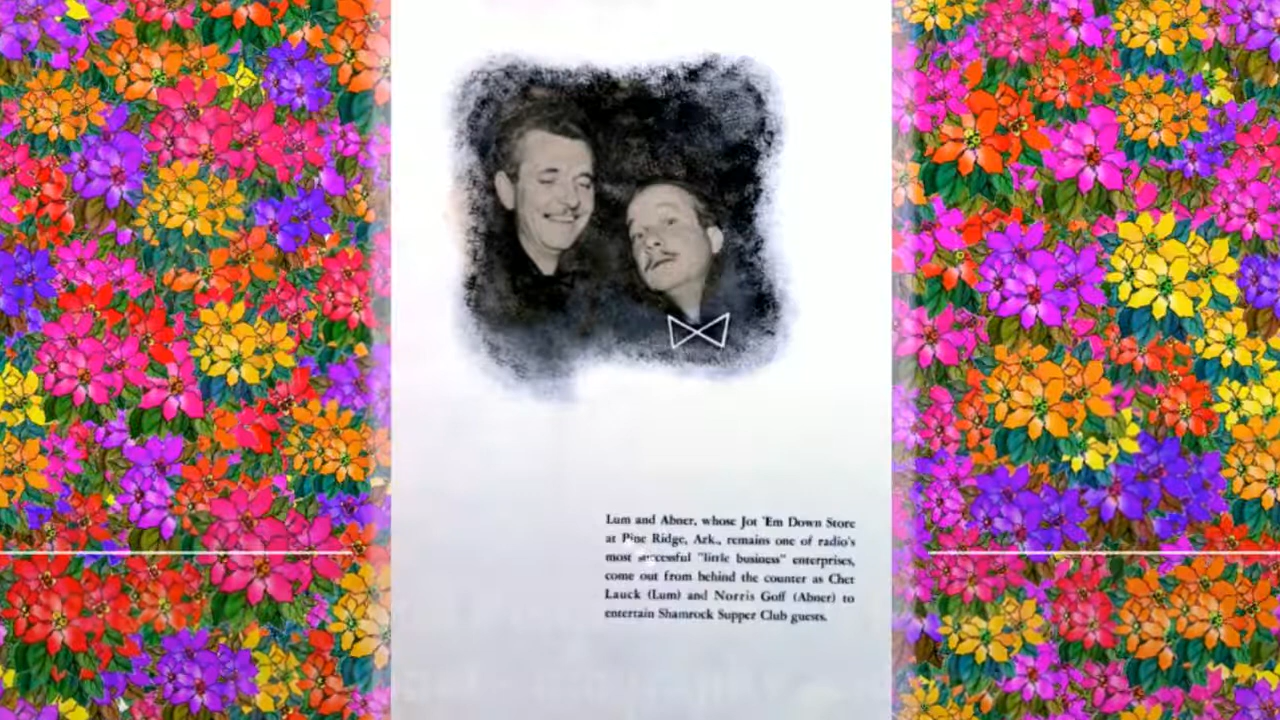 Lum and Abner, whose Jot 'Em Down Store
at Pine Ridge, Ark., remains one of radio's
most successful "little business" enterprises,
come out from behind the counter as Chet
Lauck (Lum) and Norris Goff (Abner) to
entertain Shamrock Supper Club guests.